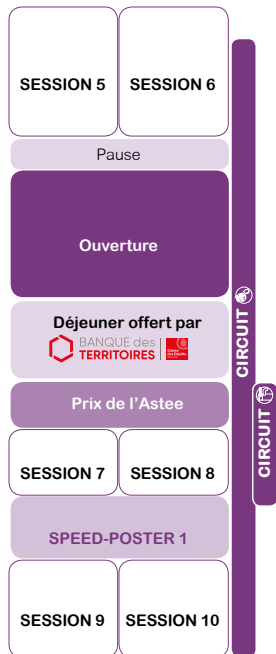 SESSION 5 SESSION 6
Pause
Ouverture
Déjeuner offert par
BANQUE des
TERRITOIRES
CIRCUIT
Prix de l'Astee
CIRCUIT
SESSION 7 SESSION 8
SPEED-POSTER 1
SESSION 9 SESSION 10